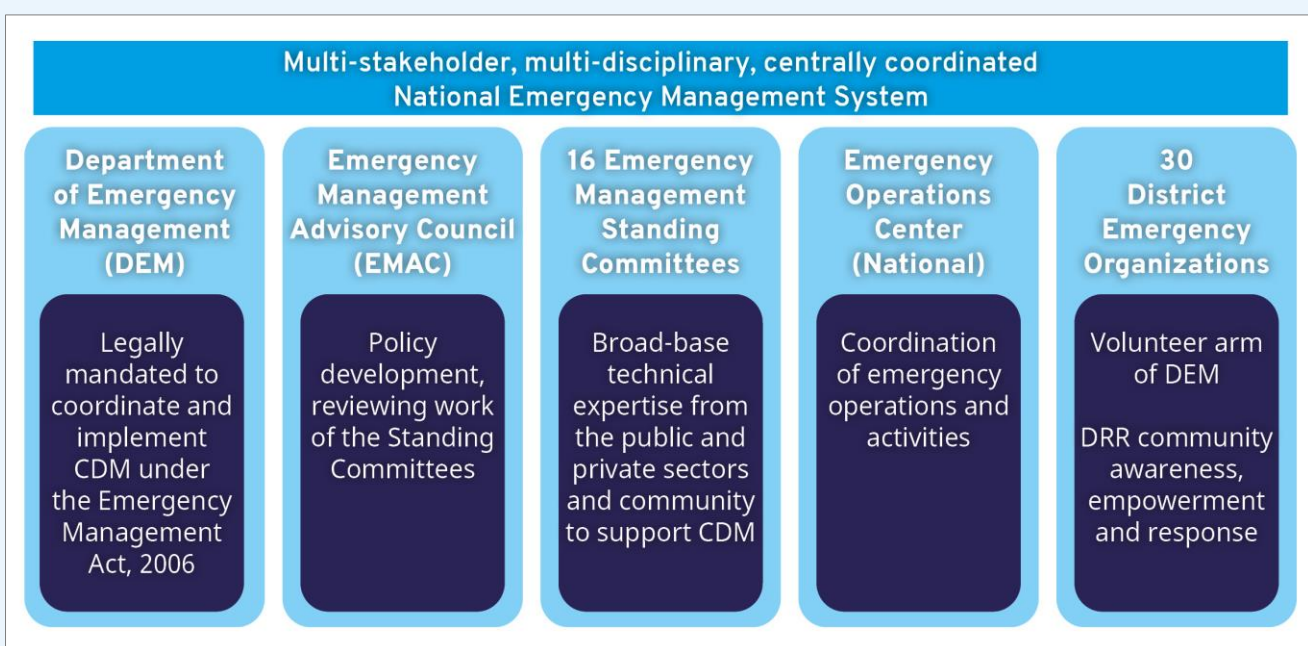 Multi-stakeholder, multi-disciplinary, centrally coordinated
National Emergency Management System
Department
of Emergency
Management
(DEM)
Legally
mandated to
coordinate and
implement
CDM under
the Emergency
Management
Act, 2006
Emergency
Management
Advisory Council
(EMAC)
Policy
development,
reviewing work
of the Standing
Committees
16 Emergency
Management
Standing
Committees
Broad-base
technical
expertise from
the public and
private sectors
and community
to support CDM
Emergency
Operations
Center
(National)
Coordination
of emergency
operations and
activities
30
District
Emergency
Organizations
Volunteer arm
of DEM
DRR community
awareness,
empowerment
and response